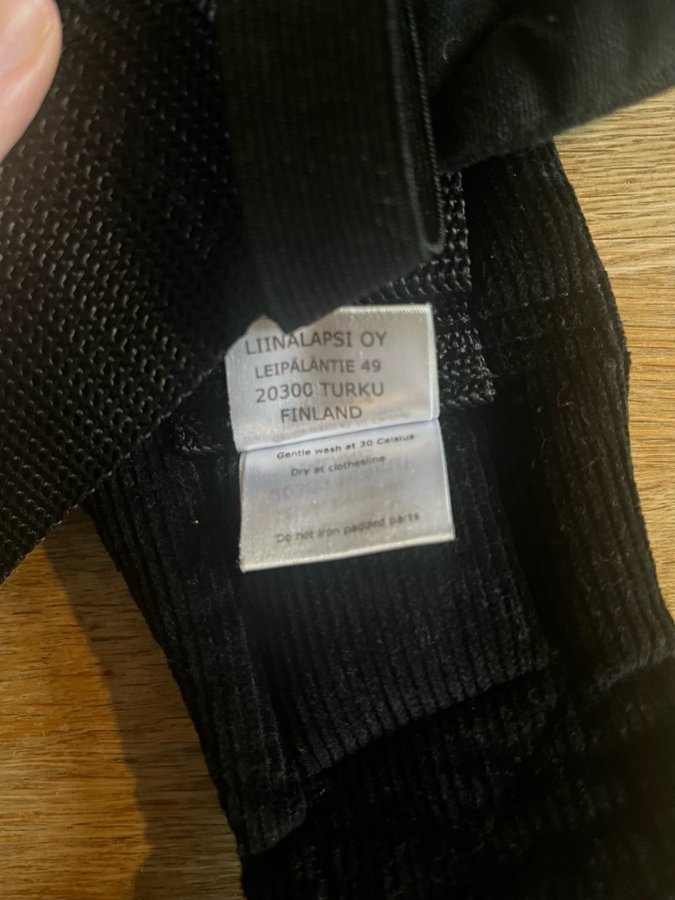 LIINALAPSI OY
LEIPÄLÄNTIE 49
20300 TURKU
FINLAND
Gentle wash at 30 Celsius
Dry at clothesline
Do not iron padded parts